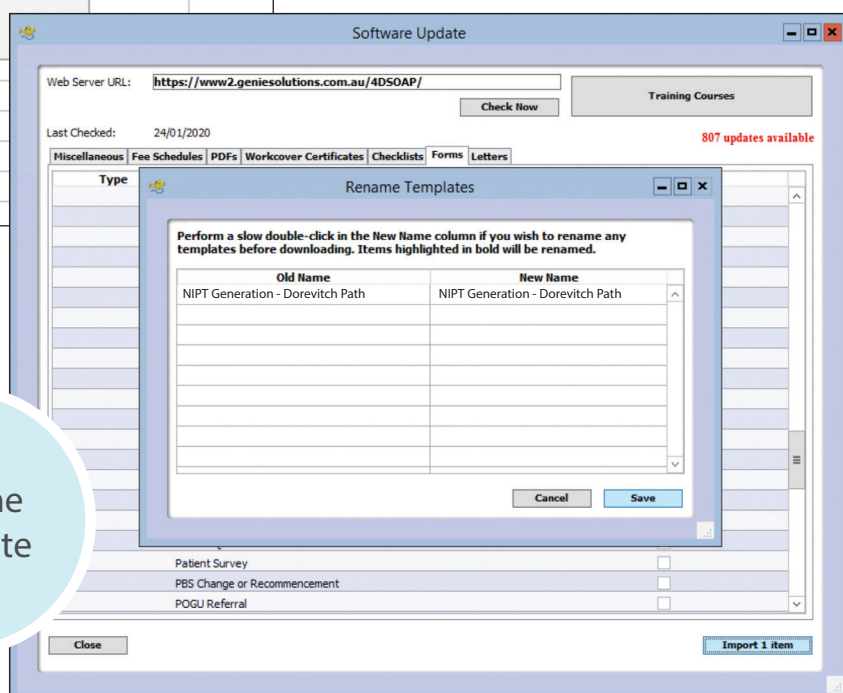 Software Update
Web Server URL: https://www2.geniesolutions.com.au/4DSOAP/
Check Now
Training Courses
Last Checked: 24/01/2020
807 updates available
Miscellaneous Fee Schedules PDFs Workcover Certificates Checklists Forms Letters
Type
Rename Templates
Perform a slow double-click in the New Name column if you wish to rename any
templates before downloading. Items highlighted in bold will be renamed.
Old Name New Name
NIPT Generation - Dorevitch Path NIPT Generation - Dorevitch Path
Cancel Save
Patient Survey
PBS Change or Recommencement
POGU Referral
Close
Import 1 item